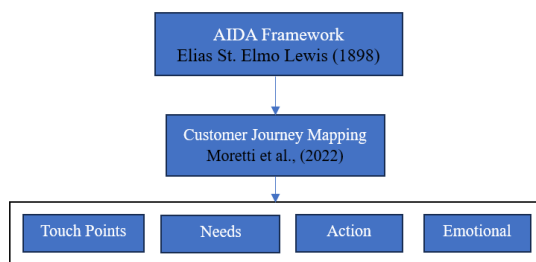 AIDA Framework
Elias St. Elmo Lewis (1898)
Customer Journey Mapping
Moretti et al., (2022)
Touch Points
Needs
Action
Emotional